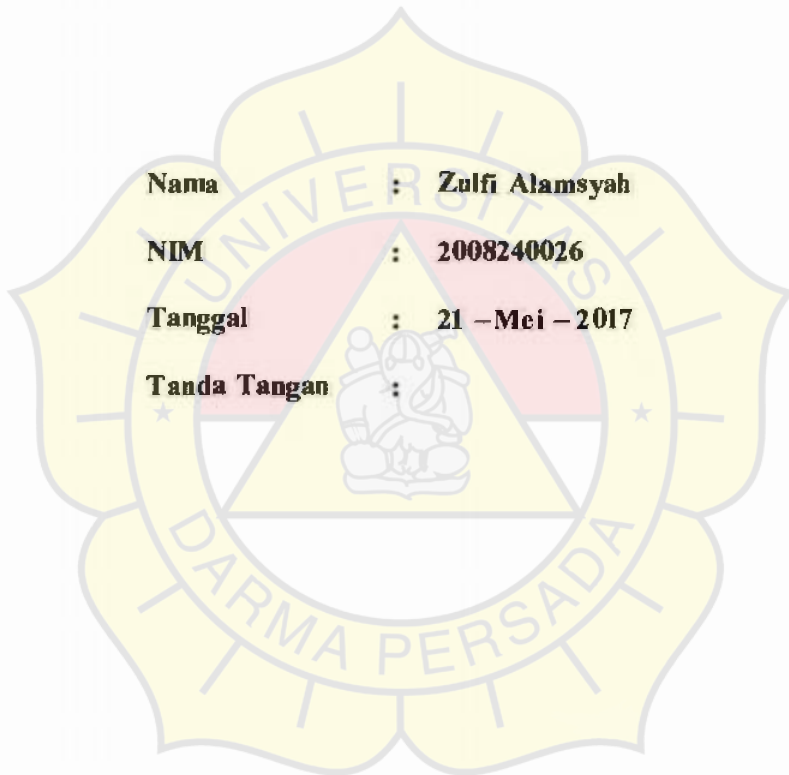 Nama : Zulfi Alamsyah
NIM : 2008240026
Tanggal : 21 – Mei – 2017
Tanda Tangan :
UNIVERSITAS
DARMA PERSADA